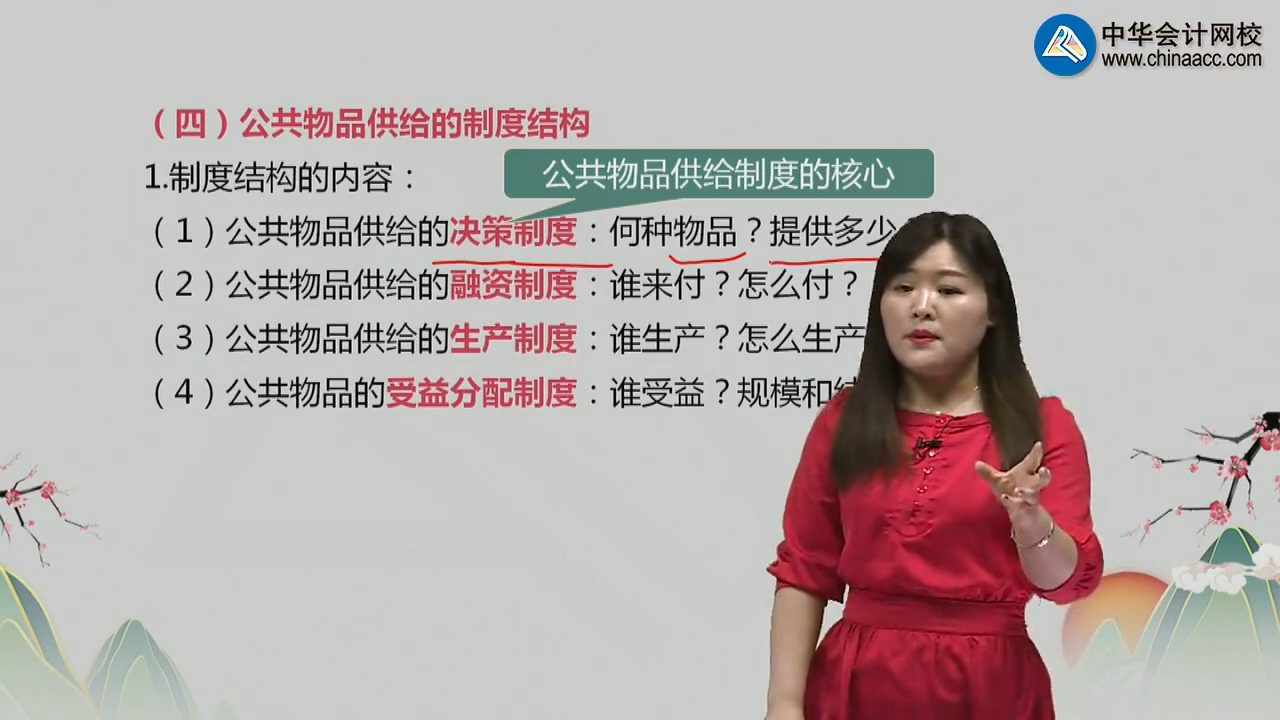 中华会计网校
www.chinaacc.com
（四）公共物品供给的制度结构
1.制度结构的内容：
公共物品供给制度的核心
（1）公共物品供给的决策制度：何种物品？提供多少
（2）公共物品供给的融资制度：谁来付？怎么付？
（3）公共物品供给的生产制度：谁生产？怎么生产
（4）公共物品的受益分配制度：谁受益？规模和